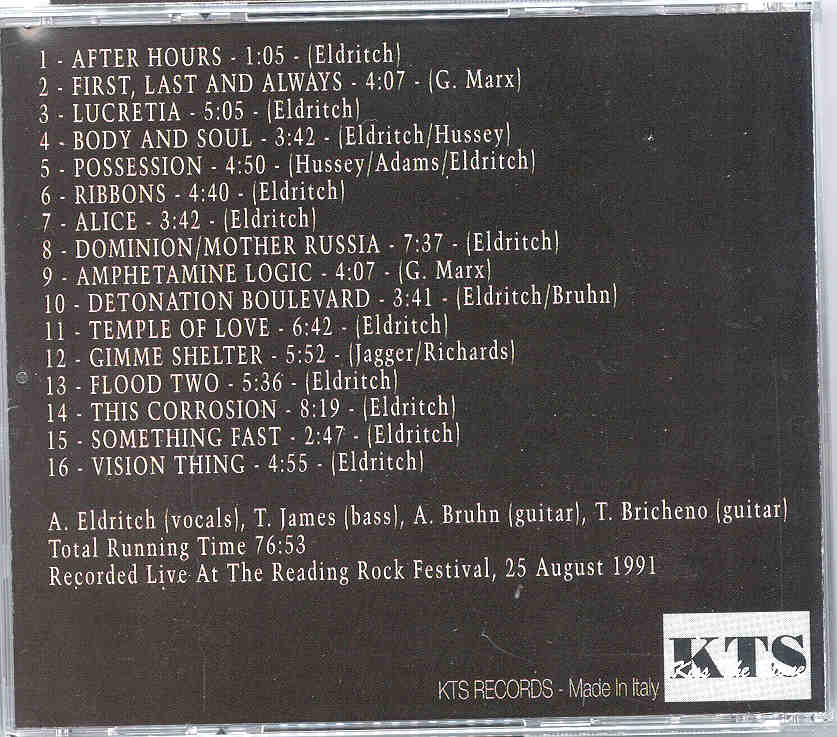 1 - AFTER HOURS - 1:05 - (Eldritch)
2 - FIRST, LAST AND ALWAYS - 4:07 - (G. Marx)
3 - LUCRETIA - 5:05 - (Eldritch)
4 - BODY AND SOUL - 3:42 - (Eldritch/Hussey)
5 - POSSESSION - 4:50 - (Hussey/Adams/Eldritch)
6 - RIBBONS - 4:40 - (Eldritch)
7 - ALICE - 3:42 - (Eldritch)
8 - DOMINION/MOTHER RUSSIA - 7:37 - (Eldritch)
9 - AMPHETAMINE LOGIC - 4:07 - (G. Marx)
10 - DETONATION BOULEVARD - 3:41 - (Eldritch/Bruhn)
11 - TEMPLE OF LOVE - 6:42 - (Eldritch)
12 - GIMME SHELTER - 5:52 - (Jagger/Richards)
13 - FLOOD TWO - 5:36 - (Eldritch)
14 - THIS CORROSION - 8:19 - (Eldritch)
15 - SOMETHING FAST - 2:47 - (Eldritch)
16 - VISION THING - 4:55 - (Eldritch)
A. Eldritch (vocals), T. James (bass), A. Bruhn (guitar), T. Bricheno (guitar)
Total Running Time 76:53
Recorded Live At The Reading Rock Festival, 25 August 1991
KTS
Kiss The Stone
KTS RECORDS - Made In Italy